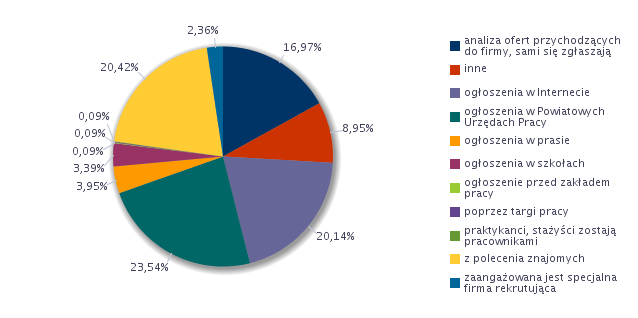 2,36%
16,97%
20,42%
8,95%
0,09%
0,09%
0,09%
3,39%
3,95%
20,14%
23,54%
analiza ofert przychodzących
do firmy, sami się zgłaszają
inne
ogłoszenia w Internecie
ogłoszenia w Powiatowych
Urzędach Pracy
ogłoszenia w prasie
ogłoszenia w szkołach
ogłoszenie przed zakładem
pracy
poprzez targi pracy
praktykanci, stażyści zostają
pracownikami
z polecenia znajomych
zaangażowana jest specjalna
firma rekrutująca